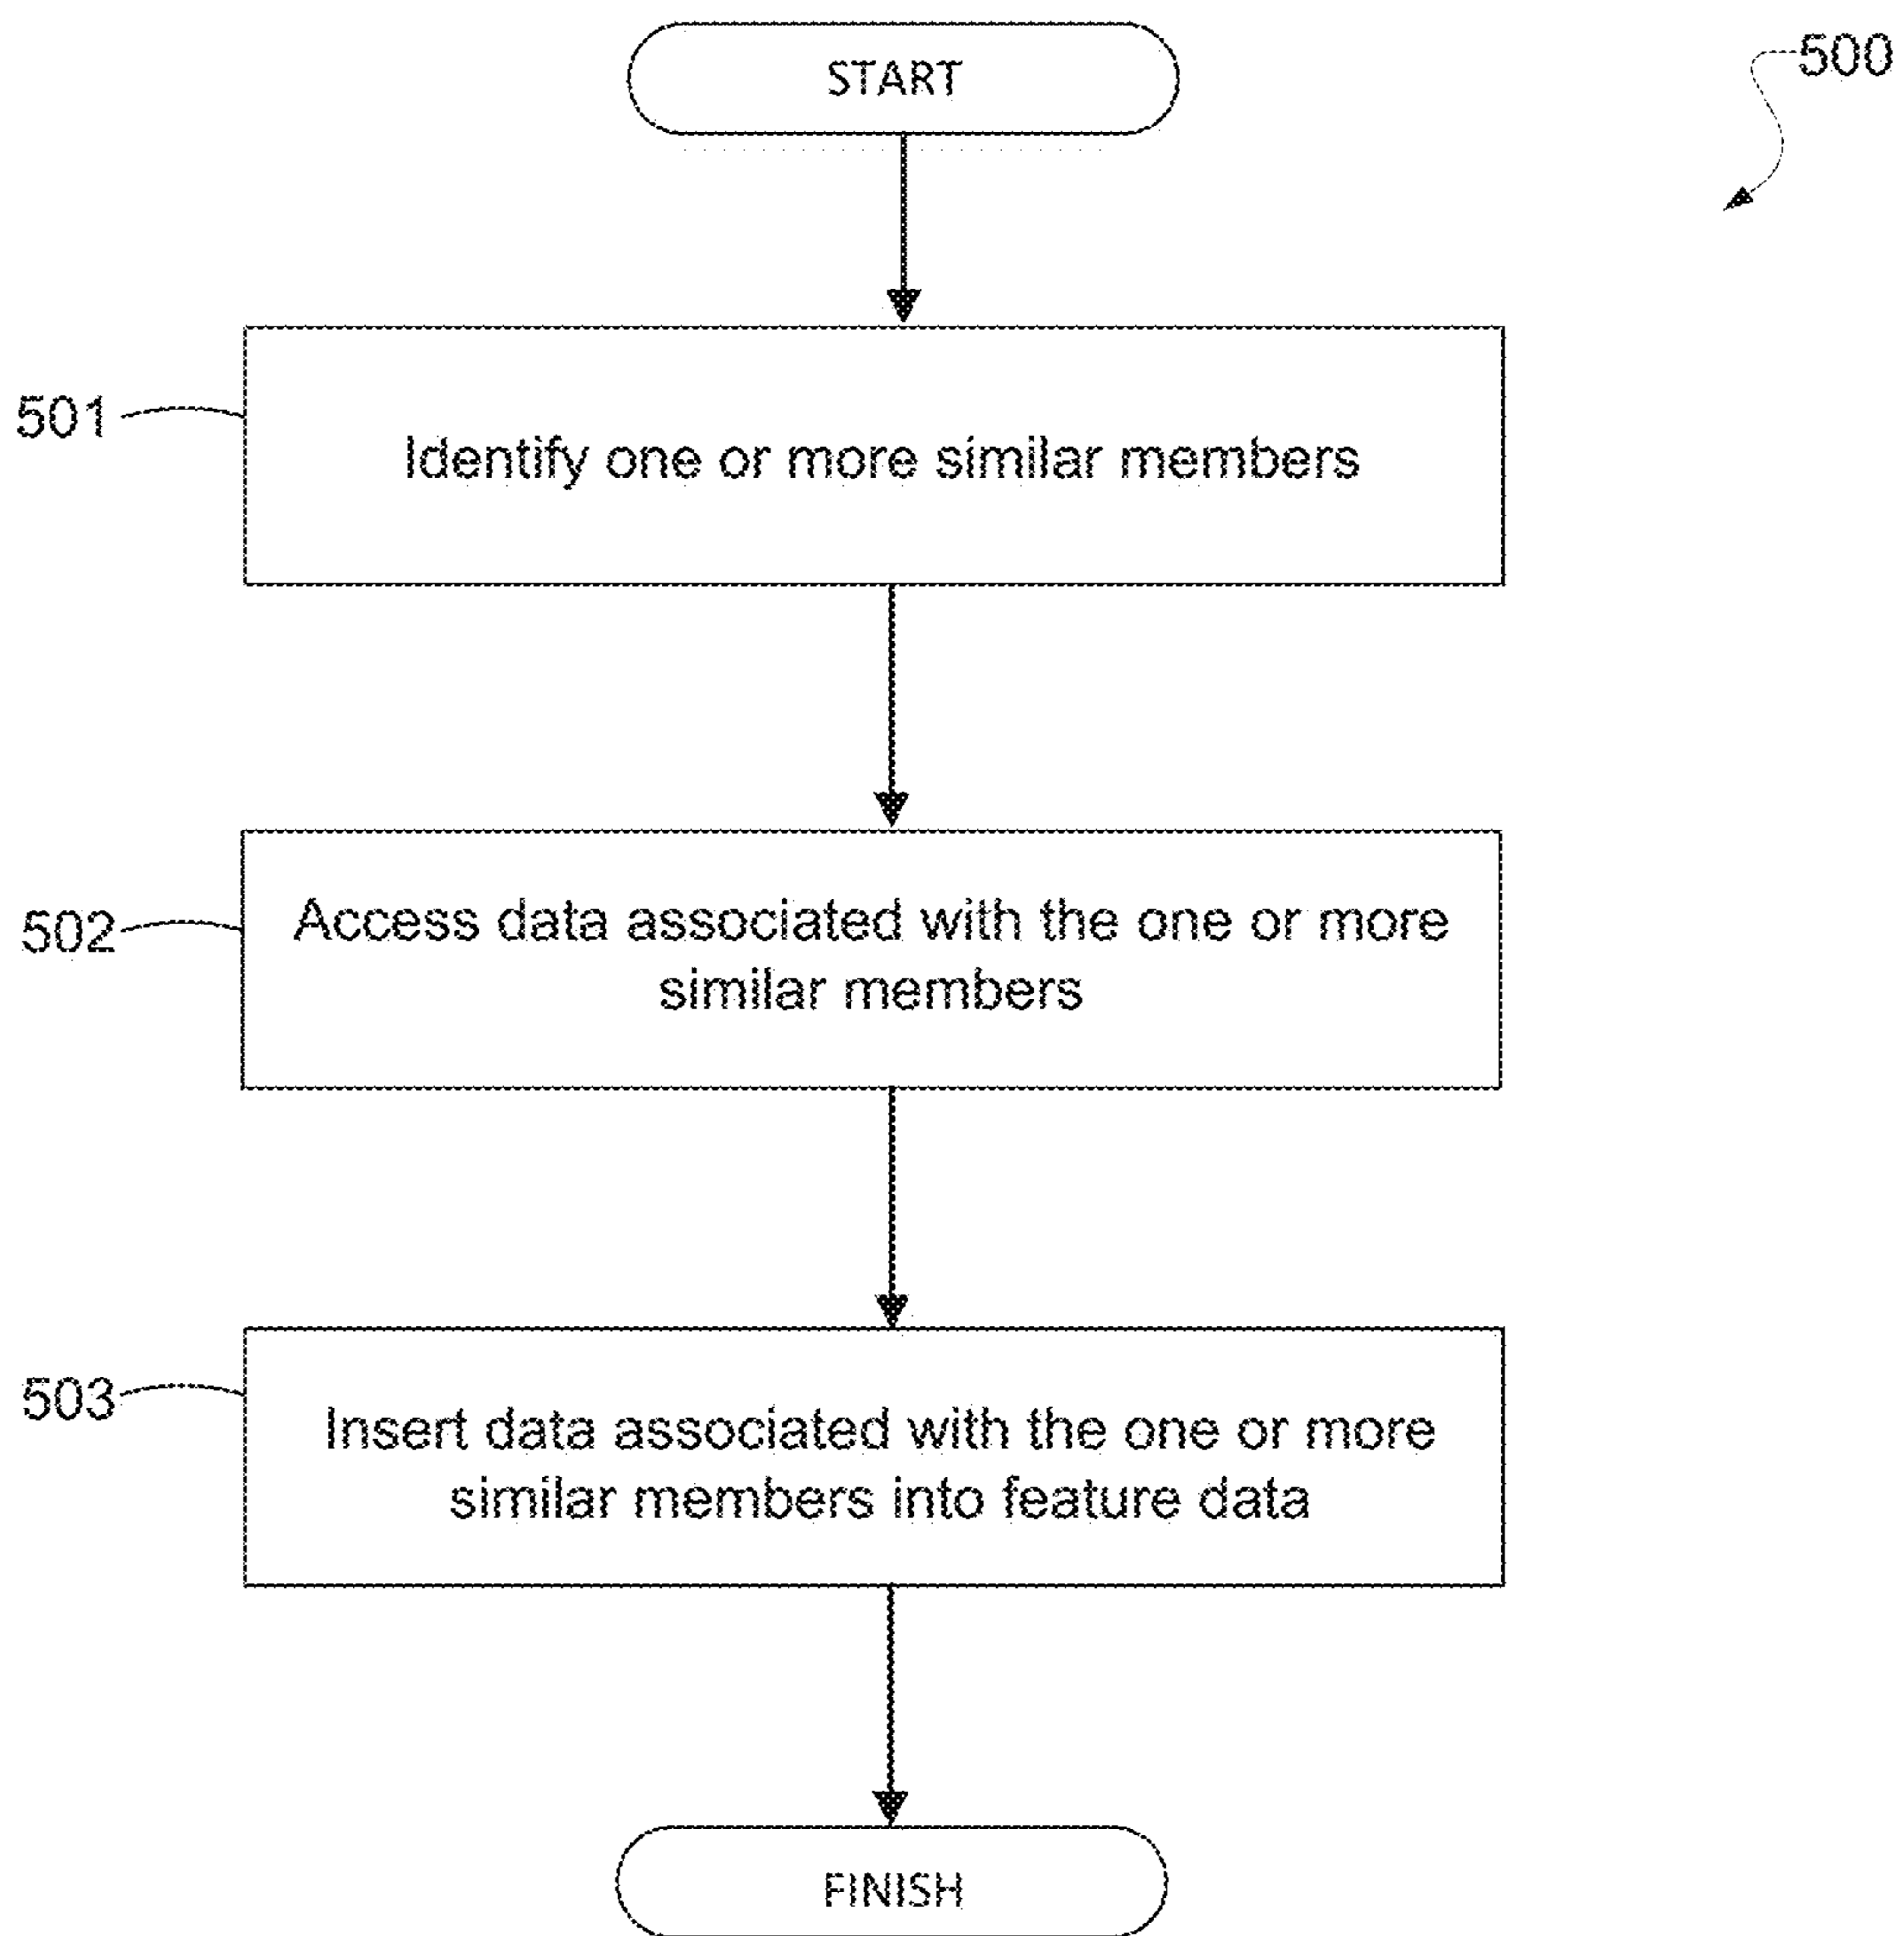 START
500
501
Identify one or more similar members
502
Access data associated with the one or more
similar members
503
Insert data associated with the one or more
similar members into feature data
FINISH